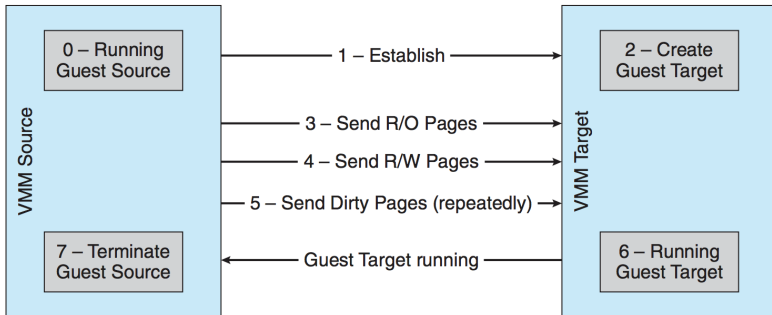 0 – Running
Guest Source
1 – Establish
2 – Create
Guest Target
VMM Source
3 – Send R/O Pages
4 – Send R/W Pages
5 – Send Dirty Pages (repeatedly)
VMM Target
7 – Terminate
Guest Source
Guest Target running
6 – Running
Guest Target